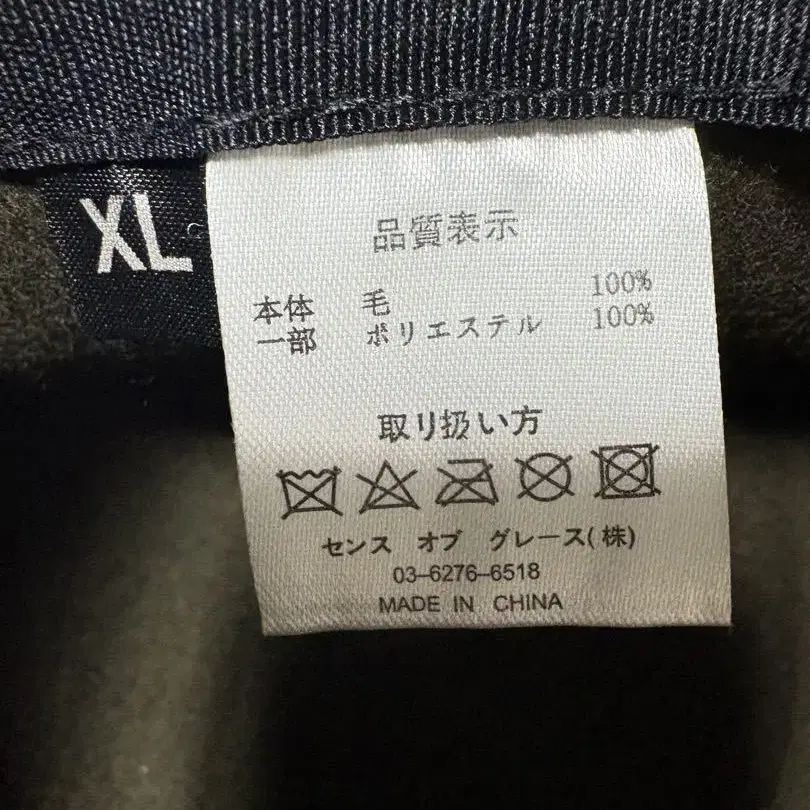 XL
品質表示
本体 毛 100%
一部 ポリエステル 100%
取り扱い方
センス オブ グレース(株)
03-6276-6518
MADE IN CHINA